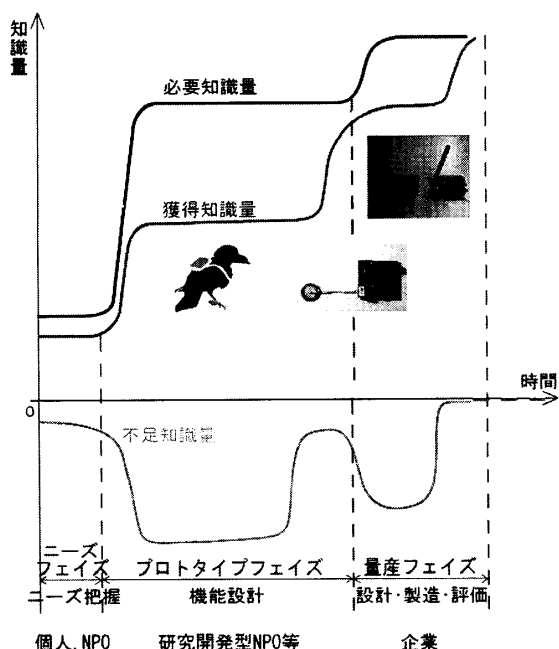 知識量
必要知識量
獲得知識量
時間
0
不足知識量
ニーズ
フェイズ
プロトタイプフェイズ
量産フェイズ
ニーズ把握
機能設計
設計・製造・評価
個人,NPO
研究開発型NPO等
企業